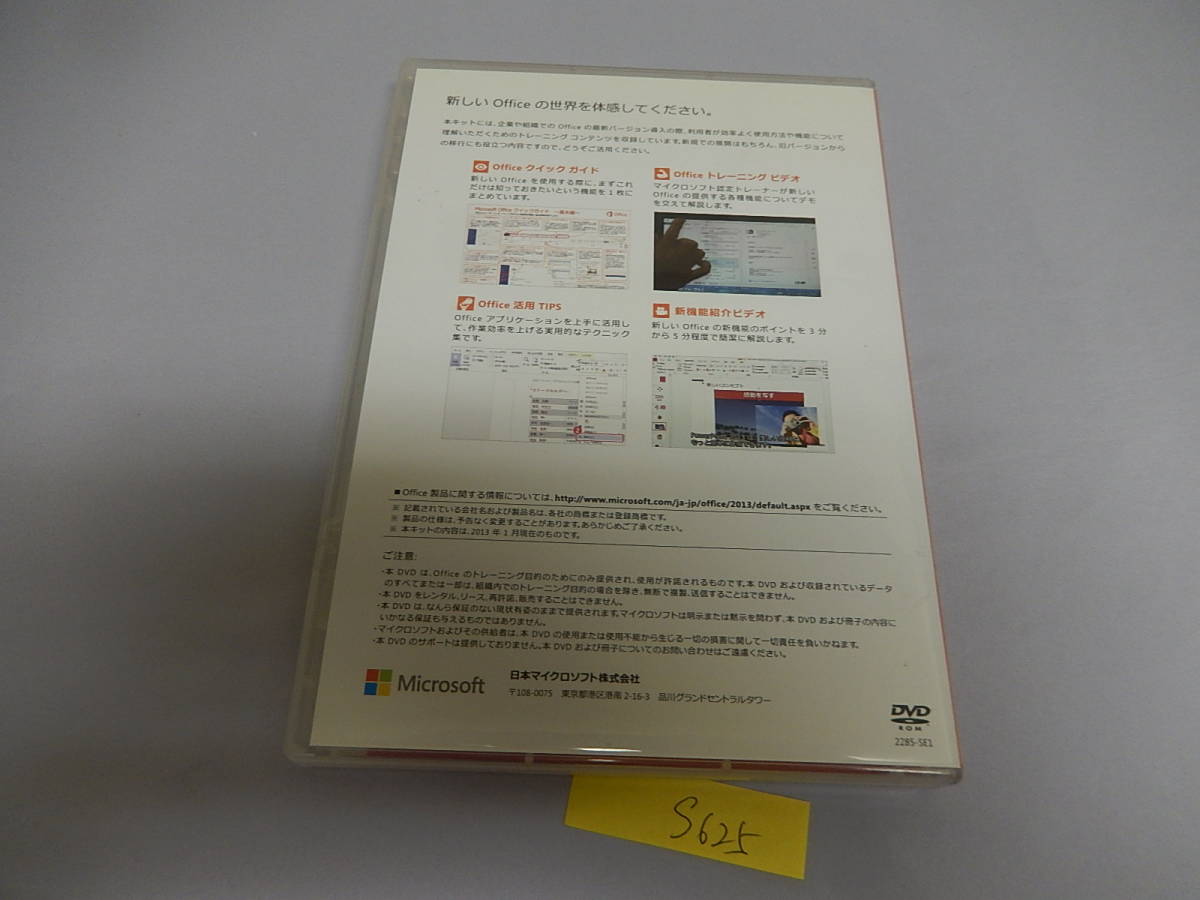 新しい Office の世界を体感してください。
本キットには、企業や組織での Office の最新バージョン導入の際、利用者が効率よく使用方法や機能について
理解いただくためのトレーニング コンテンツを収録しています。新規での展開はもちろん、旧バージョンから
の移行にも役立つ内容ですので、どうぞご活用ください。
Office クイック ガイド
新しい Office を使用する際に、まずこれ
だけは知っておきたいという機能を 1 枚に
まとめています。
Microsoft Office クイックガイド
Office
Office トレーニング ビデオ
マイクロソフト認定トレーナーが新しい
Office の提供する各種機能についてデモ
を交えて解説します。
Office 活用 TIPS
Office アプリケーションを上手に活用し
て、作業効率を上げる実用的なテクニック
集です。
新機能紹介ビデオ
新しい Office の新機能のポイントを 3 分
から 5 分程度で簡潔に解説します。
新しいコンセプト
感動を写す
■Office 製品に関する情報については、http://www.microsoft.com/ja-jp/office/2013/default.aspx をご覧ください。
※ 記載されている会社名および製品名は、各社の商標または登録商標です。
※ 製品の仕様は、予告なく変更することがあります。あらかじめご了承ください。
※ 本キットの内容は、2013 年 1 月現在のものです。
ご注意:
・本 DVD は、Office のトレーニング目的のためにのみ提供され、使用が許諾されるものです。本 DVD および収録されているデータ
のすべてまたは一部は、組織内でのトレーニング目的の場合を除き、無断で複製、送信することはできません。
・本 DVD をレンタル、リース、再許諾、販売することはできません。
・本 DVD は、なんら保証のない現状有姿のままで提供されます。マイクロソフトは明示または黙示を問わず、本 DVD および冊子の内容に
いかなる保証も与えるものではありません。
・マイクロソフトおよびその供給者は、本 DVD の使用または使用不能から生じる一切の損害に関して一切責任を負いかねます。
・本 DVD のサポートは提供しておりません。本 DVD および冊子についてのお問い合わせはご遠慮ください。
Microsoft
日本マイクロソフト株式会社
〒108-0075 東京都港区港南 2-16-3 品川グランドセントラルタワー
DVD
ROM
2285-SE1
S625